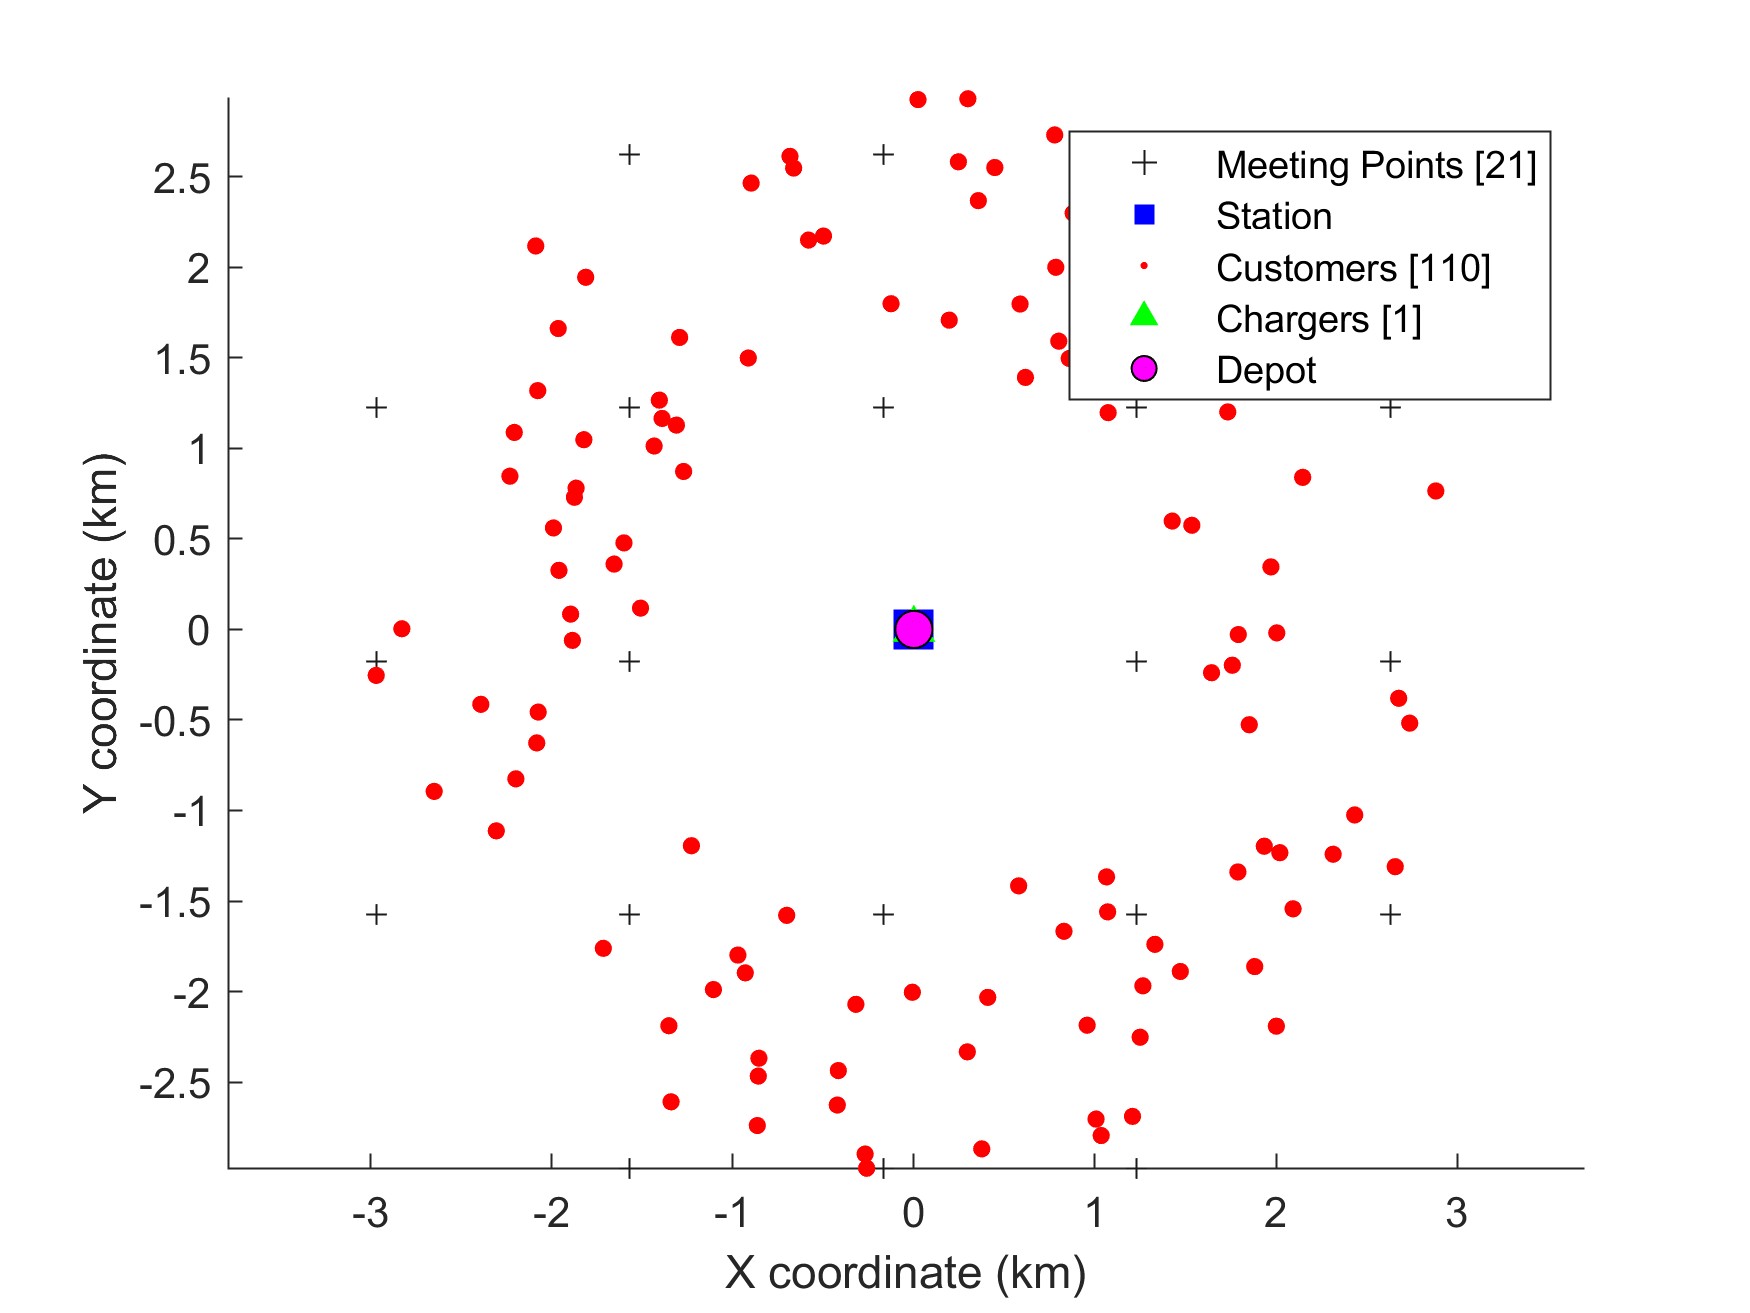 Meeting Points [21]
Station
Customers [110]
Chargers [1]
Depot
2.5
2
1.5
1
0.5
0
-0.5
-1
-1.5
-2
-2.5
Y coordinate (km)
-3 -2 -1 0 1 2 3
X coordinate (km)